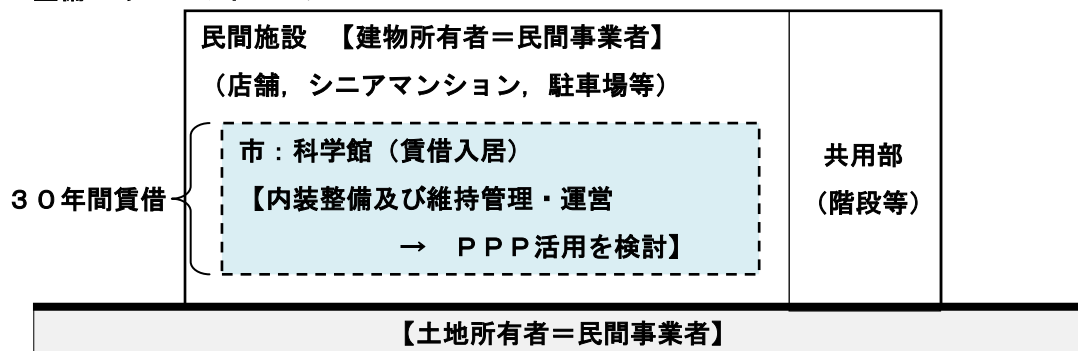 民間施設　【建物所有者＝民間事業者】
（店舗，シニアマンション，駐車場等）
市：科学館（賃借入居）
【内装整備及び維持管理・運営
→　ＰＰＰ活用を検討】
３０年間賃借
共用部
（階段等）
【土地所有者＝民間事業者】